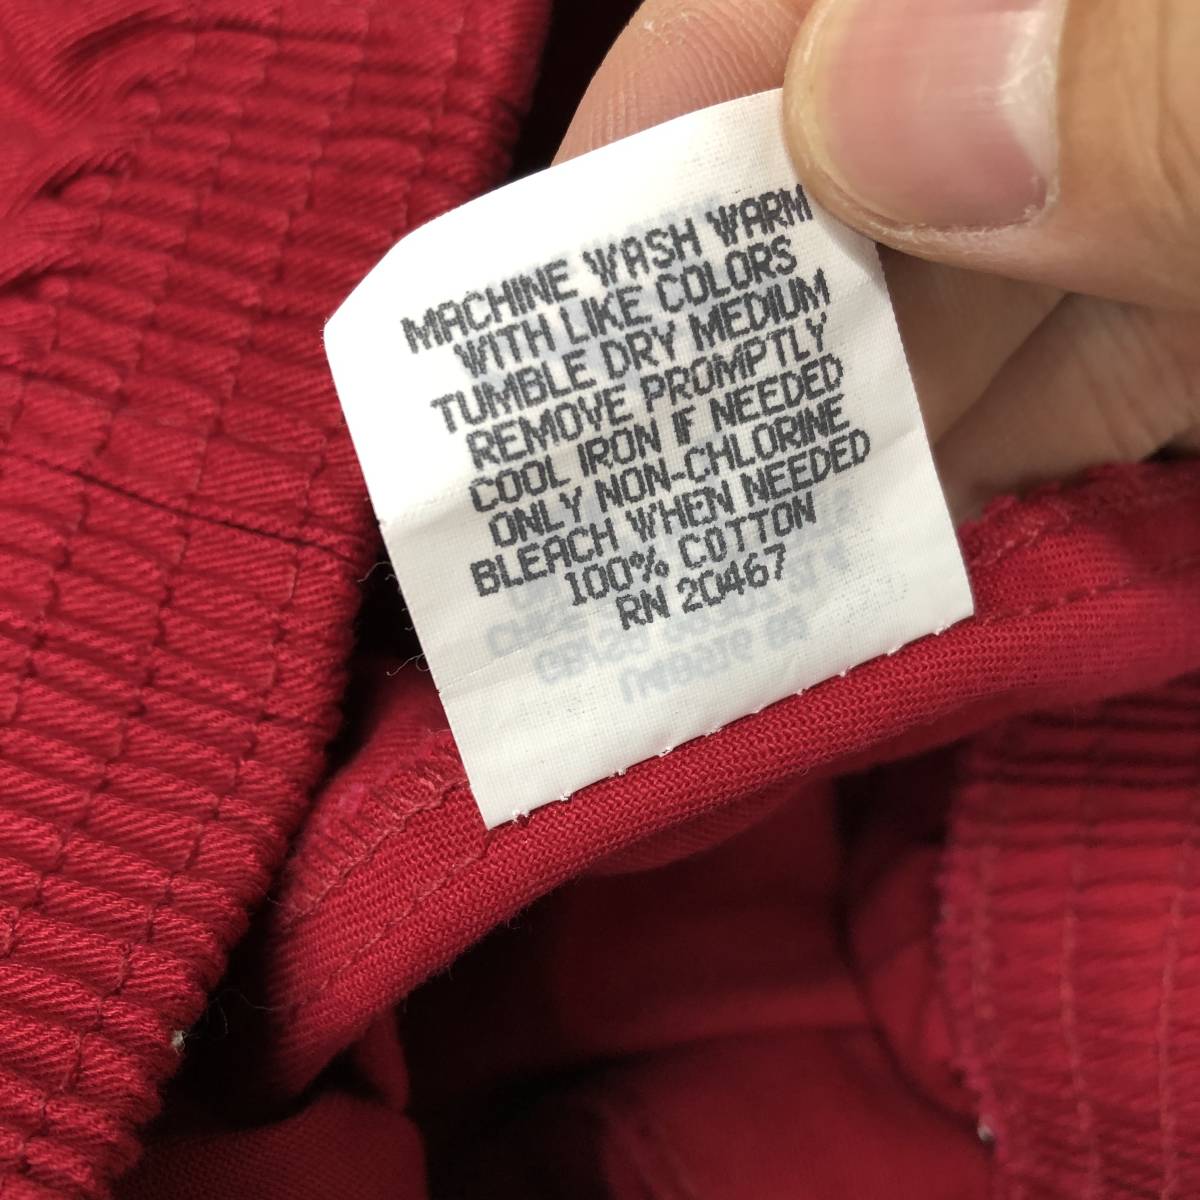 MACHINE WASH WARM
WITH LIKE COLORS
TUMBLE DRY MEDIUM
REMOVE PROMPTLY
COOL IRON IF NEEDED
ONLY NON-CHLORINE
BLEACH WHEN NEEDED
100% COTTON
RN 20467